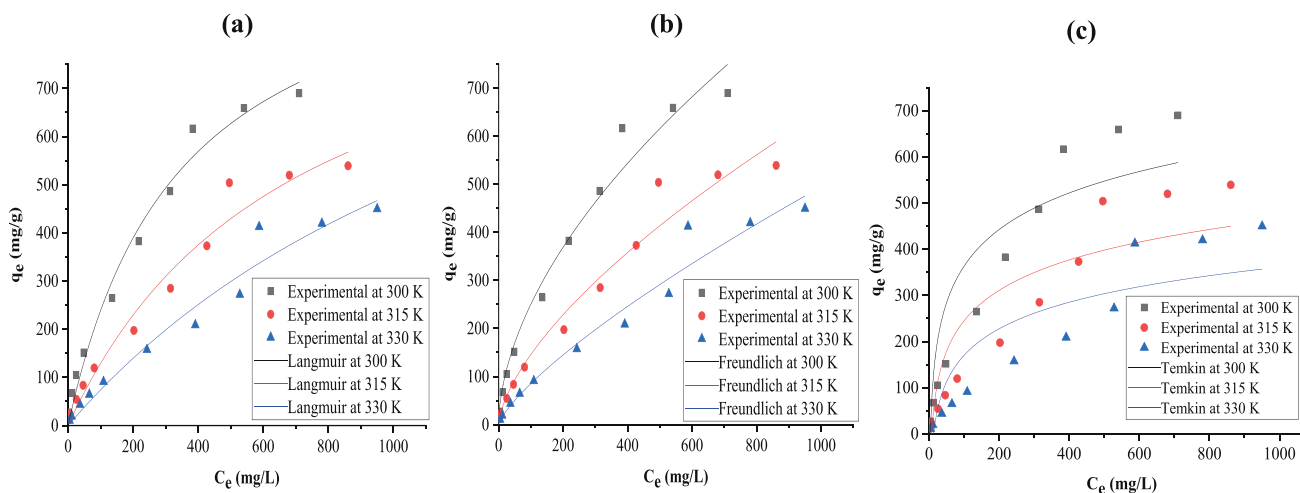 (a)
700
600
500
400
300
200
100
0
qe (mg/g)
0 200 400 600 800 1000
Ce (mg/L)
Experimental at 300 K
Experimental at 315 K
Experimental at 330 K
Langmuir at 300 K
Langmuir at 315 K
Langmuir at 330 K
(b)
700
600
500
400
300
200
100
0
qe (mg/g)
0 200 400 600 800 1000
Ce (mg/L)
Experimental at 300 K
Experimental at 315 K
Experimental at 330 K
Freundlich at 300 K
Freundlich at 315 K
Freundlich at 330 K
(c)
700
600
500
400
300
200
100
0
qe (mg/g)
0 200 400 600 800 1000
Ce (mg/L)
Experimental at 300 K
Experimental at 315 K
Experimental at 330 K
Temkin at 300 K
Temkin at 315 K
Temkin at 330 K